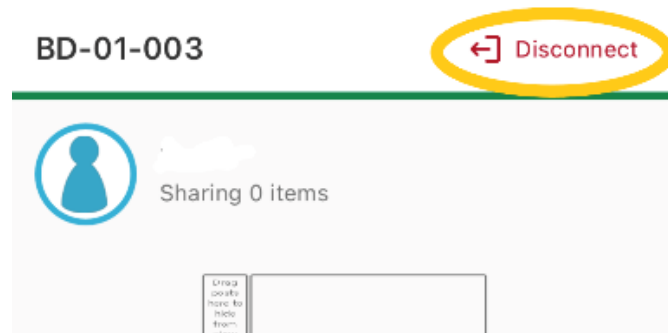 BD-01-003
Disconnect
Sharing 0 items
Drag
posts
here to
hide
from